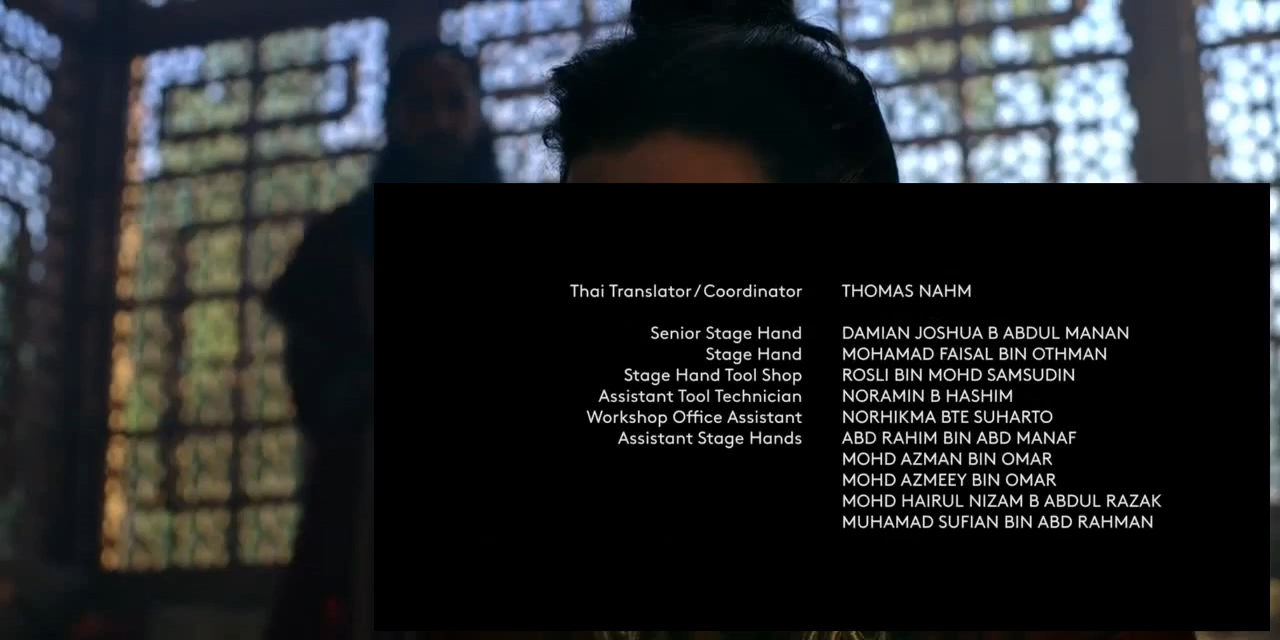 Thai Translator / Coordinator THOMAS NAHM
Senior Stage Hand DAMIAN JOSHUA B ABDUL MANAN
Stage Hand MOHAMAD FAISAL BIN OTHMAN
Stage Hand Tool Shop ROSLI BIN MOHD SAMSUDIN
Assistant Tool Technician NORAMIN B HASHIM
Workshop Office Assistant NORHIKMA BTE SUHARTO
Assistant Stage Hands ABD RAHIM BIN ABD MANAF
MOHD AZMAN BIN OMAR
MOHD AZMEEY BIN OMAR
MOHD HAIRUL NIZAM B ABDUL RAZAK
MUHAMAD SUFIAN BIN ABD RAHMAN